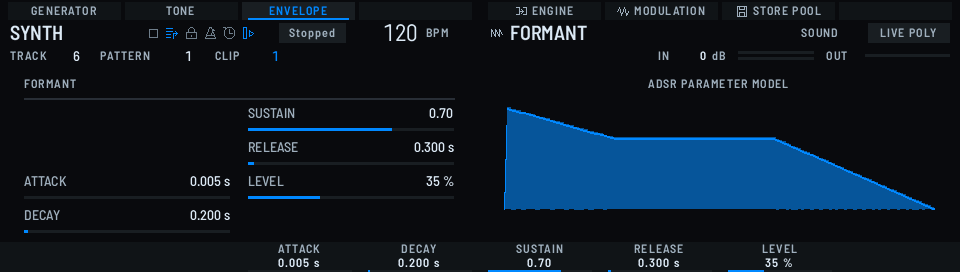 GENERATOR TONE ENVELOPE ENGINE MODULATION STORE POOL
SYNTH Stopped 120 BPM FORMANT SOUND LIVE POLY
TRACK 6 PATTERN 1 CLIP 1 IN 0 dB OUT
FORMANT ADSR PARAMETER MODEL
SUSTAIN 0.70
RELEASE 0.300 s
ATTACK 0.005 s LEVEL 35 %
DECAY 0.200 s
ATTACK DECAY SUSTAIN RELEASE LEVEL
0.005 s 0.200 s 0.70 0.300 s 35 %